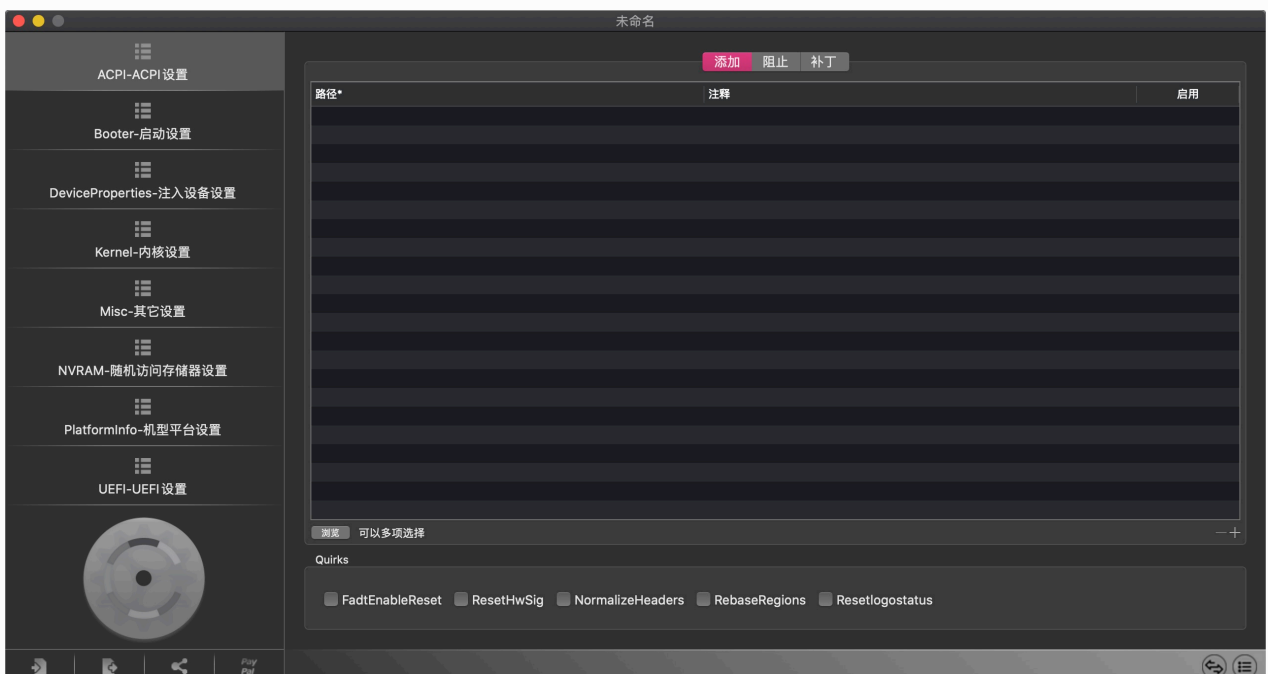 未命名
ACPI-ACPI设置
Booter-启动设置
DeviceProperties-注入设备设置
Kernel-内核设置
Misc-其它设置
NVRAM-随机访问存储器设置
PlatformInfo-机型平台设置
UEFI-UEFI设置
Pay
Pal
添加 阻止 补丁
路径* 注释 启用
浏览 可以多项选择
Quirks
FadtEnableReset ResetHwSig NormalizeHeaders RebaseRegions Resetlogostatus